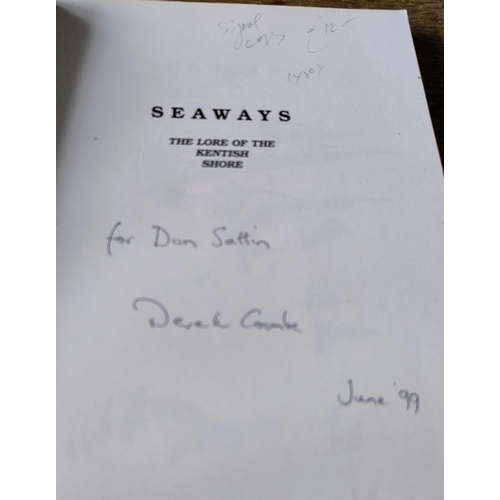 Signed
copy £12-
SEAWAYS
THE LORE OF THE
KENTISH
SHORE
for Don Sattin
Derek Coombe
June '99